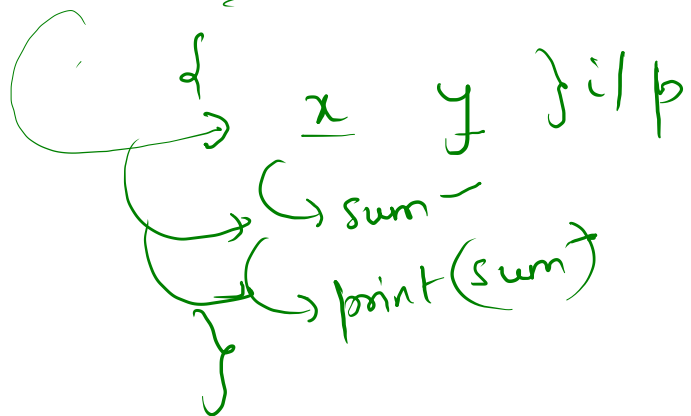 {
x y } i/p
sum
print(sum)
}